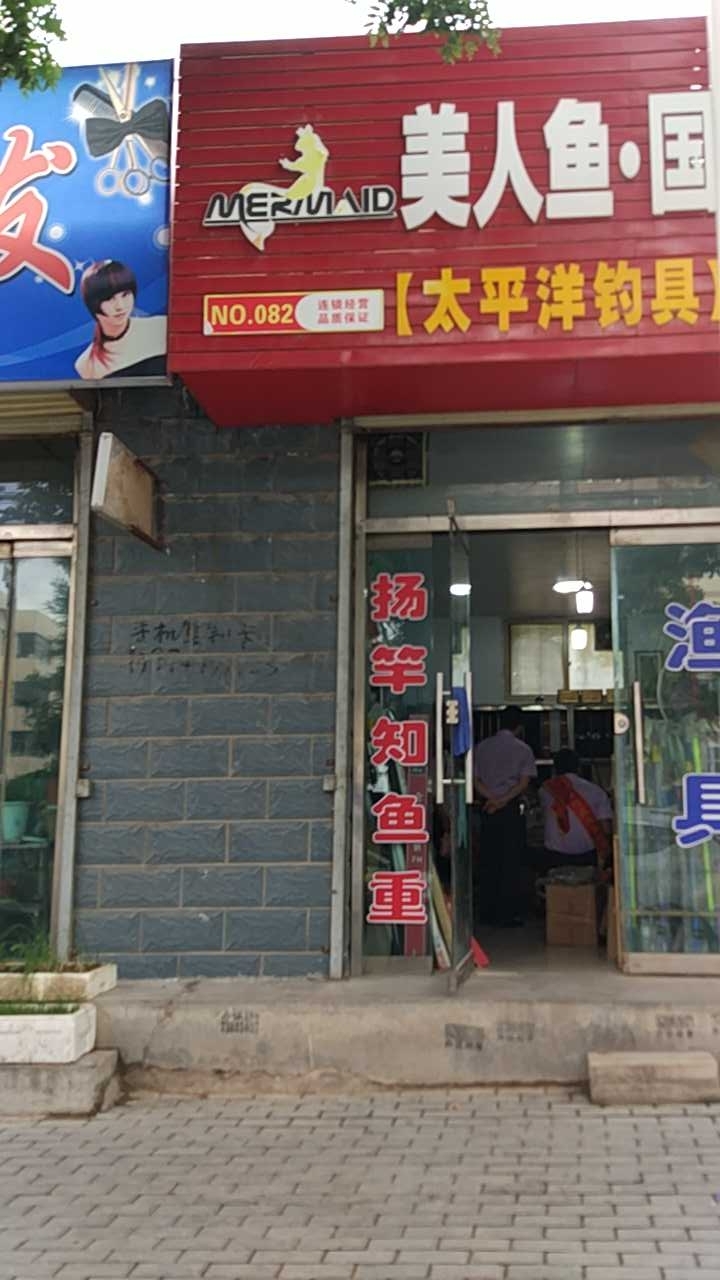 发
MERMAID
美人鱼·国
NO.082
连锁经营
品质保证
【太平洋钓具】
扬竿知鱼重
渔具
王